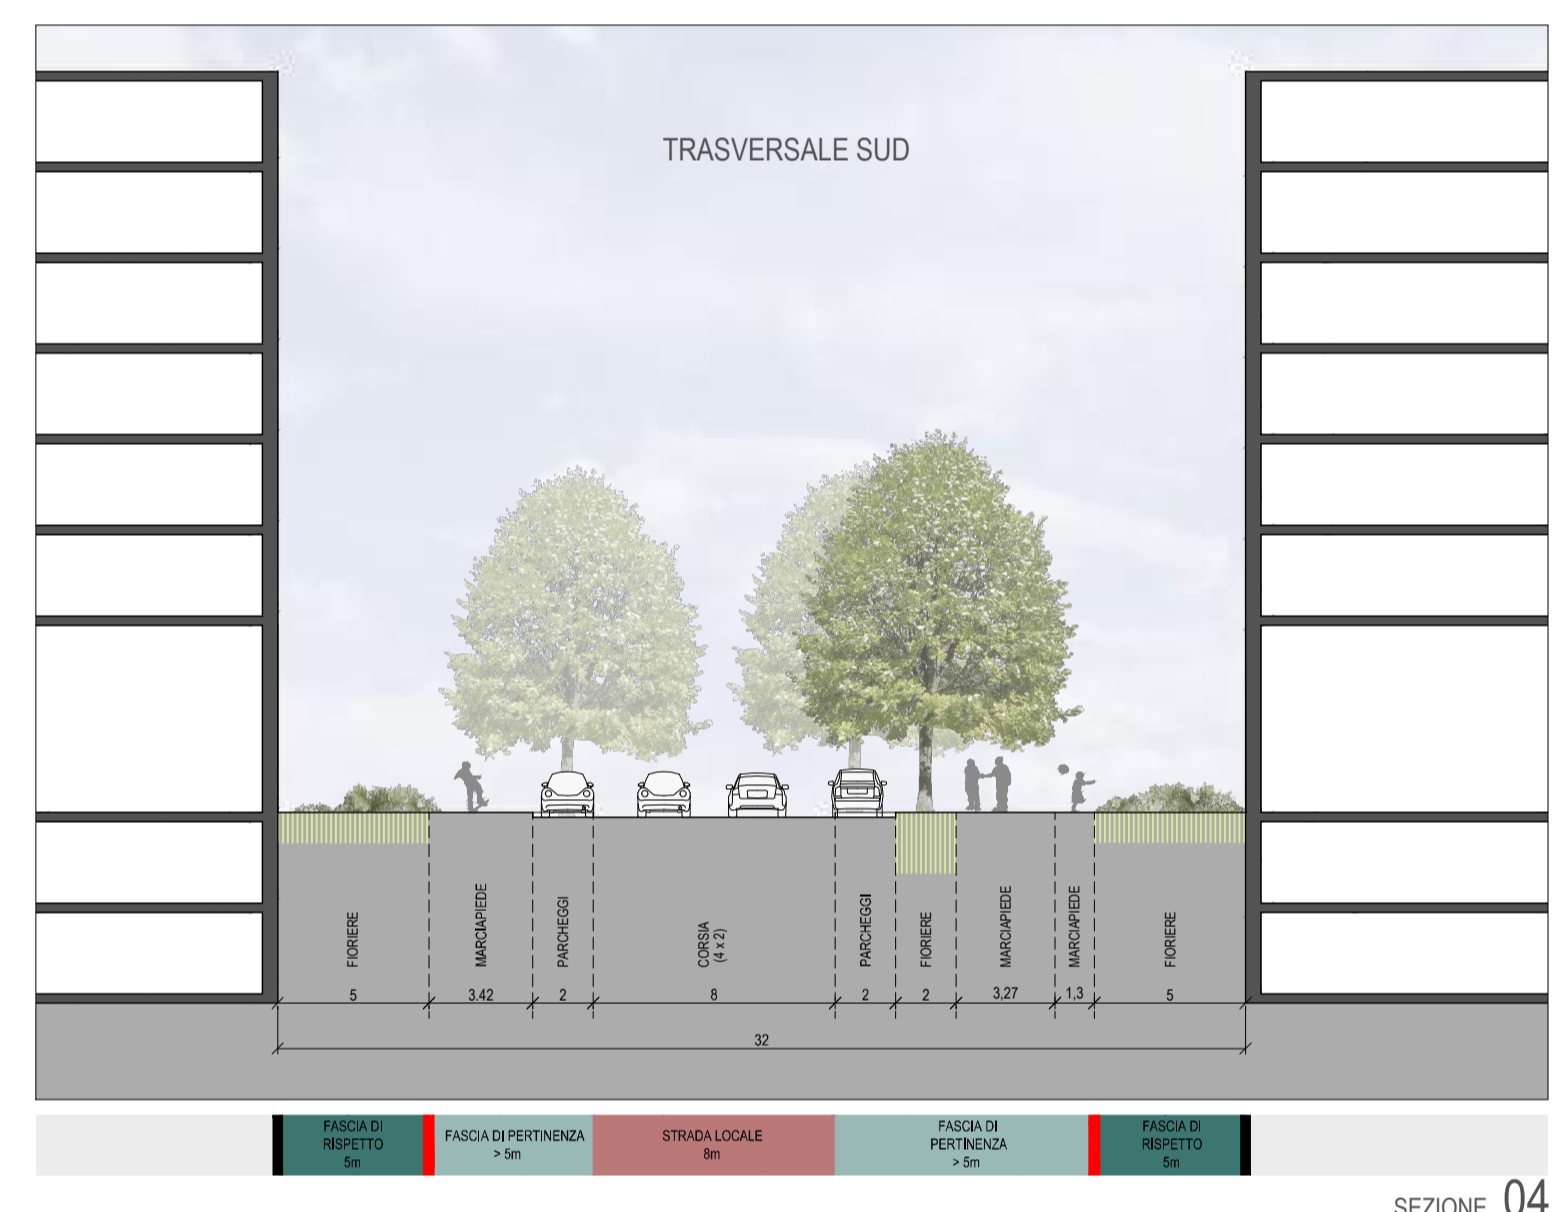 TRASVERSALE SUD
FIORIERE
MARCIAPIEDE
PARCHEGGI
CORSIA
(4 x 2)
PARCHEGGI
FIORIERE
MARCIAPIEDE
MARCIAPIEDE
FIORIERE
5
3.42
2
8
2
2
3,27
1,3
5
32
FASCIA DI
RISPETTO
5m
FASCIA DI PERTINENZA
> 5m
STRADA LOCALE
8m
FASCIA DI
PERTINENZA
> 5m
FASCIA DI
RISPETTO
5m
SEZIONE 04